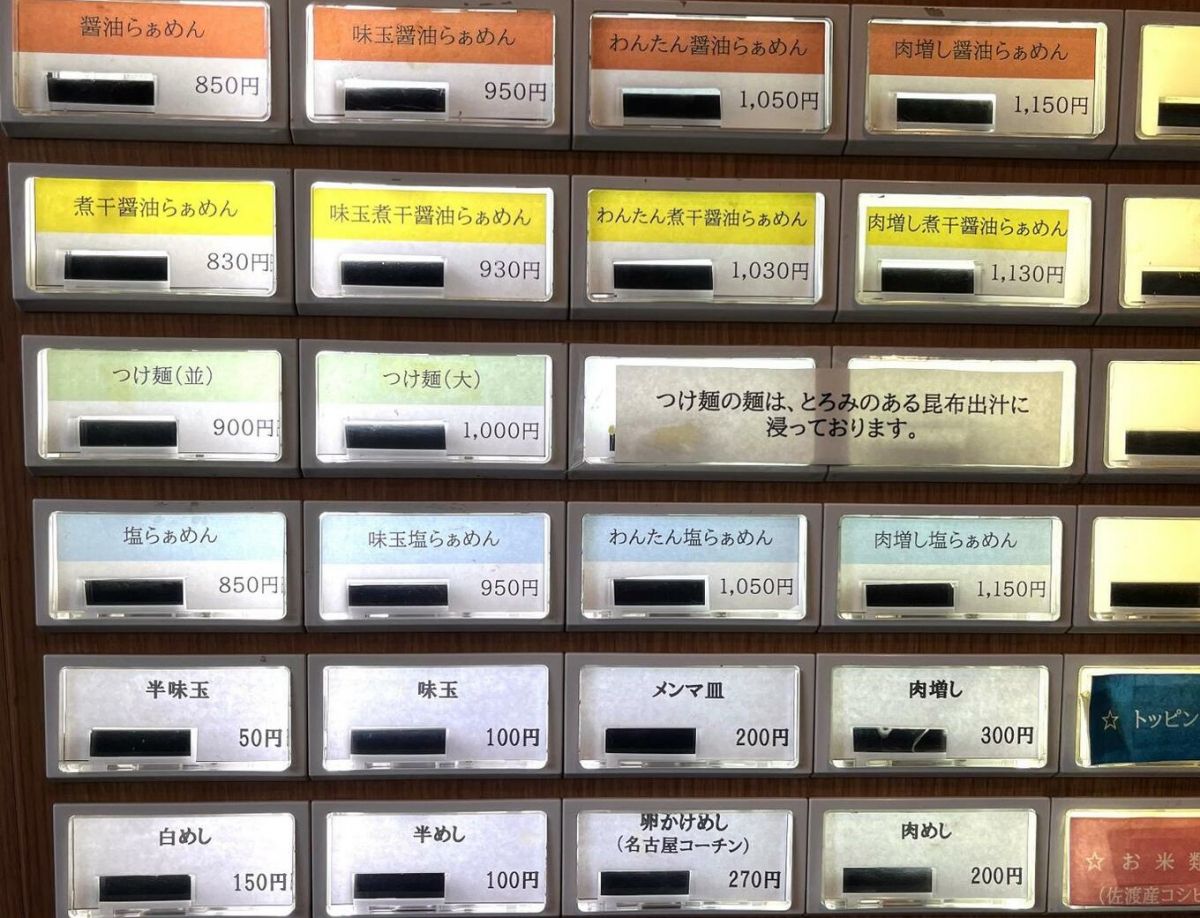 醤油らぁめん
850円
味玉醤油らぁめん
950円
わんたん醤油らぁめん
1,050円
肉増し醤油らぁめん
1,150円
煮干醤油らぁめん
830円
味玉煮干醤油らぁめん
930円
わんたん煮干醤油らぁめん
1,030円
肉増し煮干醤油らぁめん
1,130円
つけ麺(並)
900円
つけ麺(大)
1,000円
つけ麺の麺は、とろみのある昆布出汁に
浸っております。
塩らぁめん
850円
味玉塩らぁめん
950円
わんたん塩らぁめん
1,050円
肉増し塩らぁめん
1,150円
半味玉
50円
味玉
100円
メンマ皿
200円
肉増し
300円
☆ トッピン
白めし
150円
半めし
100円
卵かけめし
(名古屋コーチン)
270円
肉めし
200円
☆ お 米 類
(佐渡産コシヒ